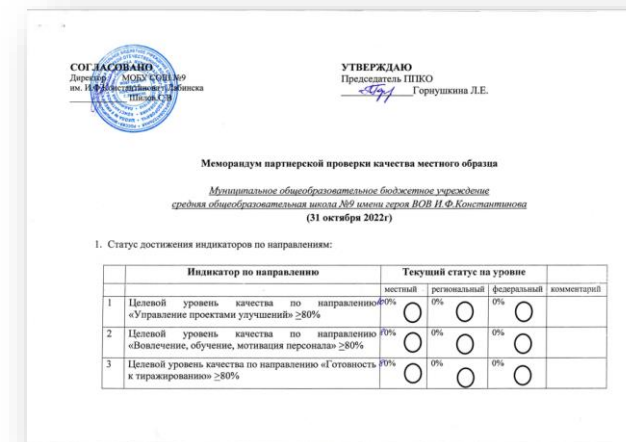 СОГЛАСОВАНО
Директор МОБУ СОШ №9
им. И.Ф.Константинова г.Лабинска
Шилов С.В.
УТВЕРЖДАЮ
Председатель ППКО
Горнушкина Л.Е.
Меморандум партнерской проверки качества местного образца
Муниципальное общеобразовательное бюджетное учреждение
средняя общеобразовательная школа №9 имени героя ВОВ И.Ф.Константинова
(31 октября 2022г)
1. Статус достижения индикаторов по направлениям:
Индикатор по направлению Текущий статус на уровне
местный региональный федеральный комментарий
1 Целевой уровень качества по направлению 0% 0% 0%
«Управление проектами улучшений» ≥80%
2 Целевой уровень качества по направлению 0% 0% 0%
«Вовлечение, обучение, мотивация персонала» ≥80%
3 Целевой уровень качества по направлению «Готовность 0% 0% 0%
к тиражированию» ≥80%